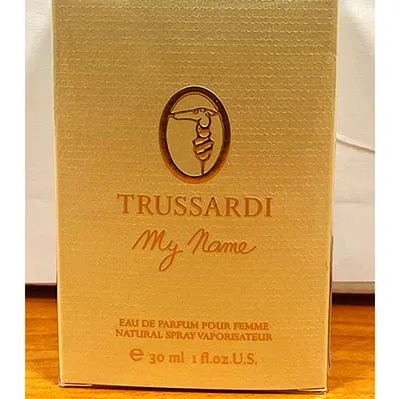 TRUSSARDI
My Name
EAU DE PARFUM POUR FEMME
NATURAL SPRAY VAPORISATEUR
℮ 30 ml 1 fl.oz.U.S.